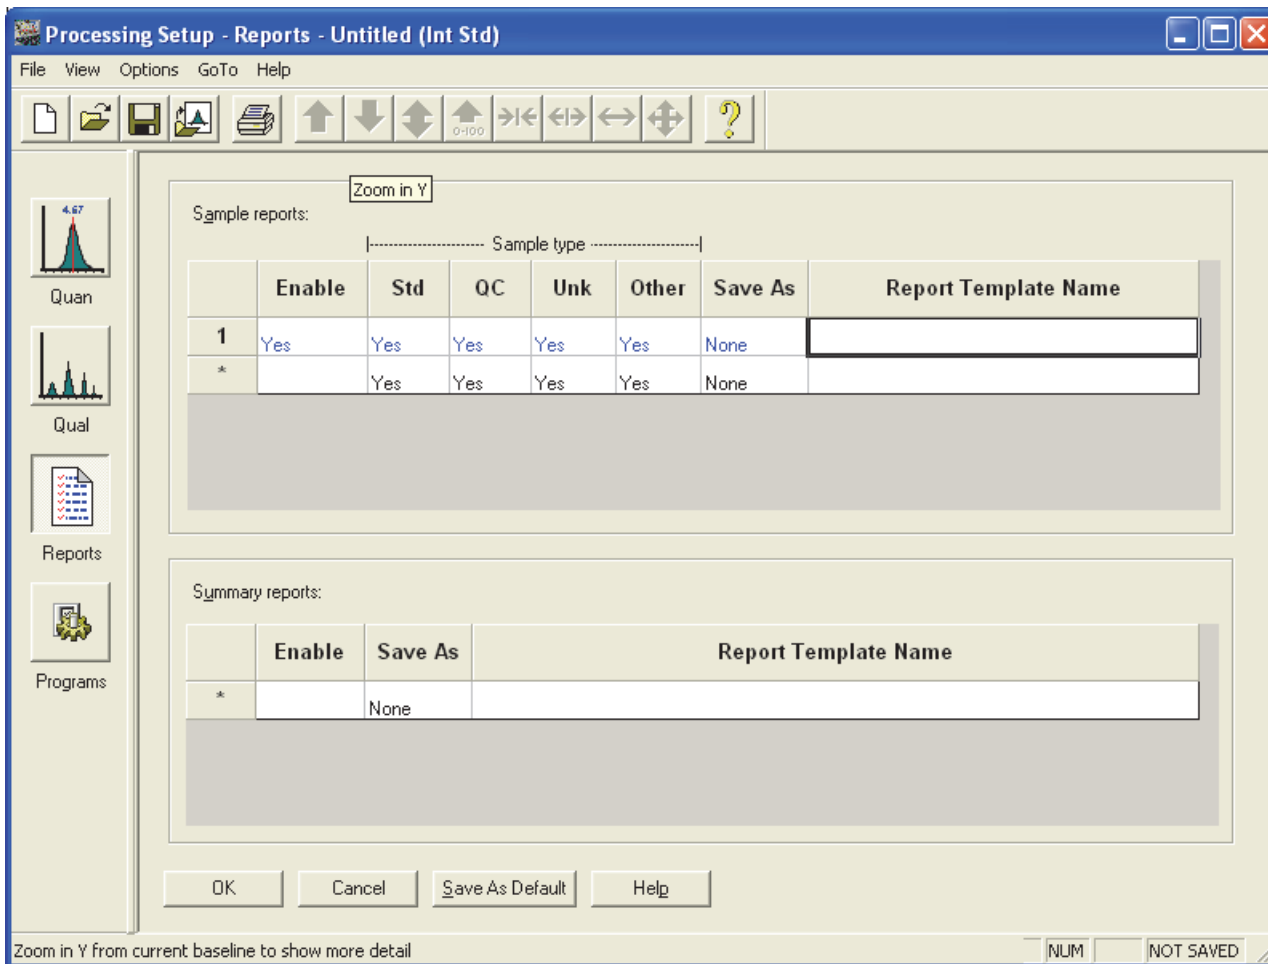 Processing Setup - Reports - Untitled (Int Std)
File View Options GoTo Help
0-100
Zoom in Y
4.67
Quan
Qual
Reports
Programs
Sample reports:
|---------------------- Sample type ---------------------|
Enable Std QC Unk Other Save As Report Template Name
1 Yes Yes Yes Yes Yes None
* Yes Yes Yes Yes None
Summary reports:
Enable Save As Report Template Name
* None
OK Cancel Save As Default Help
Zoom in Y from current baseline to show more detail NUM NOT SAVED